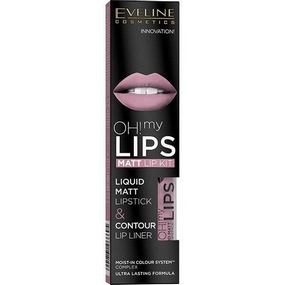 EVELINE
COSMETICS
INNOVATION!
OH! my
LIPS
MATT LIP KIT
LIQUID
MATT
LIPSTICK
&
CONTOUR
LIP LINER
OH! my
LIPS
MOIST-IN COLOUR SYSTEM™
COMPLEX
ULTRA LASTING FORMULA